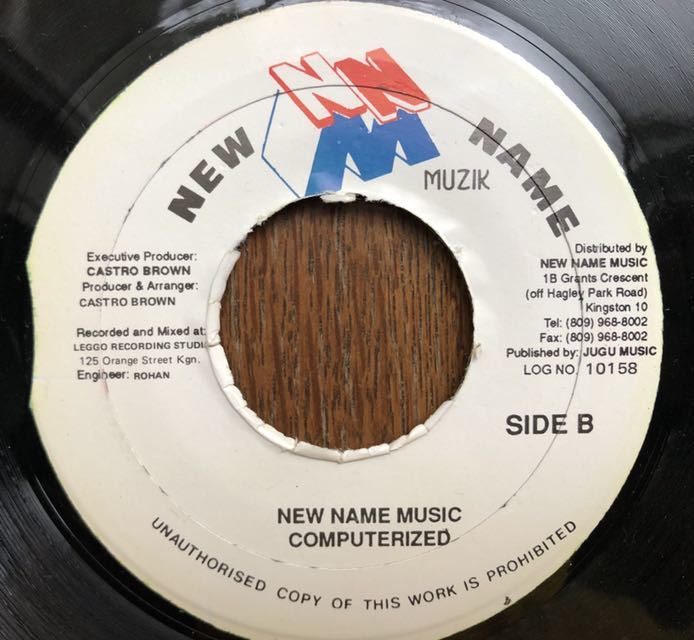 NNM
NEW NAME
MUZIK
Executive Producer:
CASTRO BROWN
Producer & Arranger:
CASTRO BROWN
Recorded and Mixed at:
LEGGO RECORDING
125 Orange Street Kgn.
Engineer: ROHAN
Distributed by
NEW NAME MUSIC
1B Grants Crescent
(off Hagley Park Road)
Kingston 10
Tel: (809) 968-8002
Fax: (809) 968-8002
Published by: JUGU MUSIC
LOG NO. 10158
SIDE B
NEW NAME MUSIC
COMPUTERIZED
UNAUTHORISED COPY OF THIS WORK IS PROHIBITED